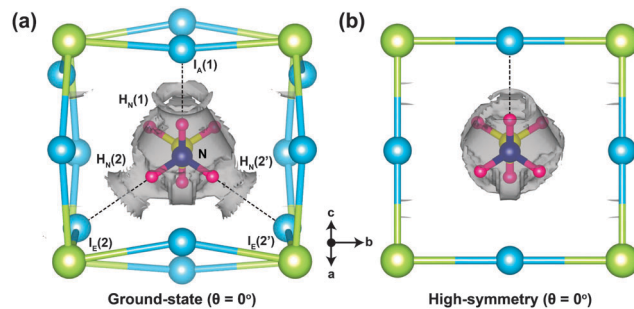 (a)
(b)
I_A(1)
H_N(1)
H_N(2)
N
H_N(2')
I_E(2)
I_E(2')
c
b
a
Ground-state (θ = 0°)
High-symmetry (θ = 0°)